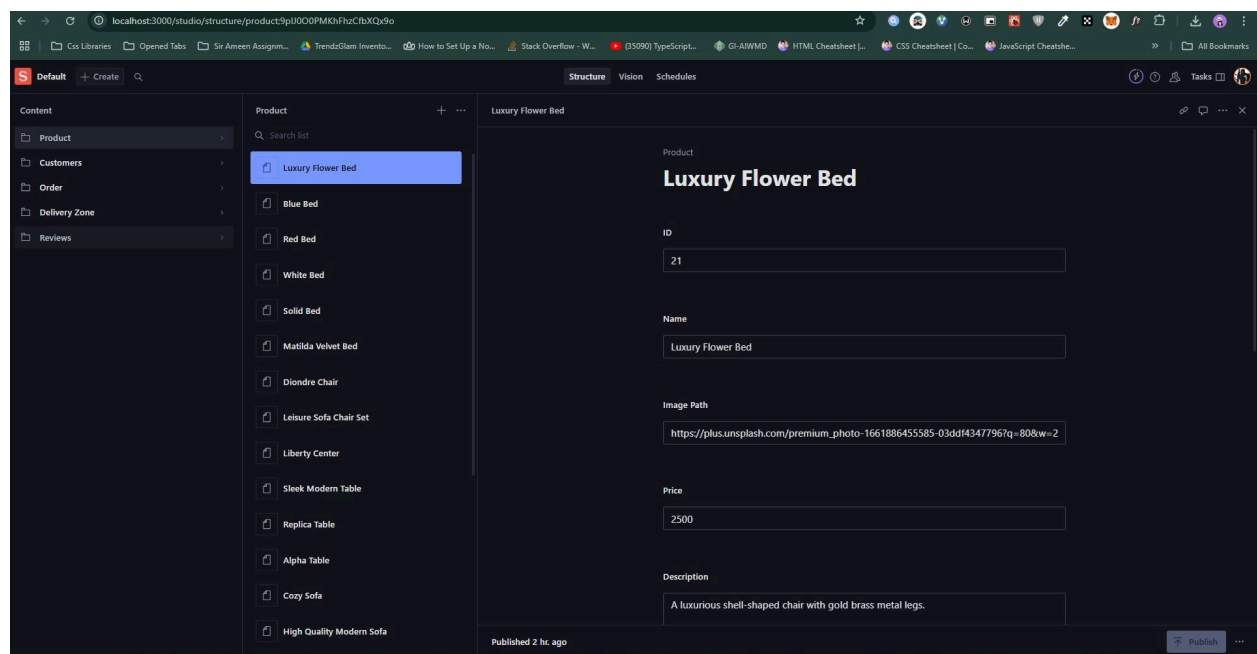 localhost:3000/studio/structure/product;9pIJ0O0PMKhFhzCfbXQx9o
Css Libraries Opened Tabs Sir Ameen Assignm... TrendzGlam Invento... How to Set Up a No... Stack Overflow - W... (35090) TypeScript... GI-AIWMD HTML Cheatsheet |... CSS Cheatsheet | Co... JavaScript Cheatshe... » All Bookmarks
S Default + Create Structure Vision Schedules Tasks
Content
Product
Customers
Order
Delivery Zone
Reviews
Product
Search list
Luxury Flower Bed
Blue Bed
Red Bed
White Bed
Solid Bed
Matilda Velvet Bed
Diondre Chair
Leisure Sofa Chair Set
Liberty Center
Sleek Modern Table
Replica Table
Alpha Table
Cozy Sofa
High Quality Modern Sofa
Luxury Flower Bed
Product
Luxury Flower Bed
ID
21
Name
Luxury Flower Bed
Image Path
https://plus.unsplash.com/premium_photo-1661886455585-03ddf4347796?q=80&w=2
Price
2500
Description
A luxurious shell-shaped chair with gold brass metal legs.
Published 2 hr. ago
Publish